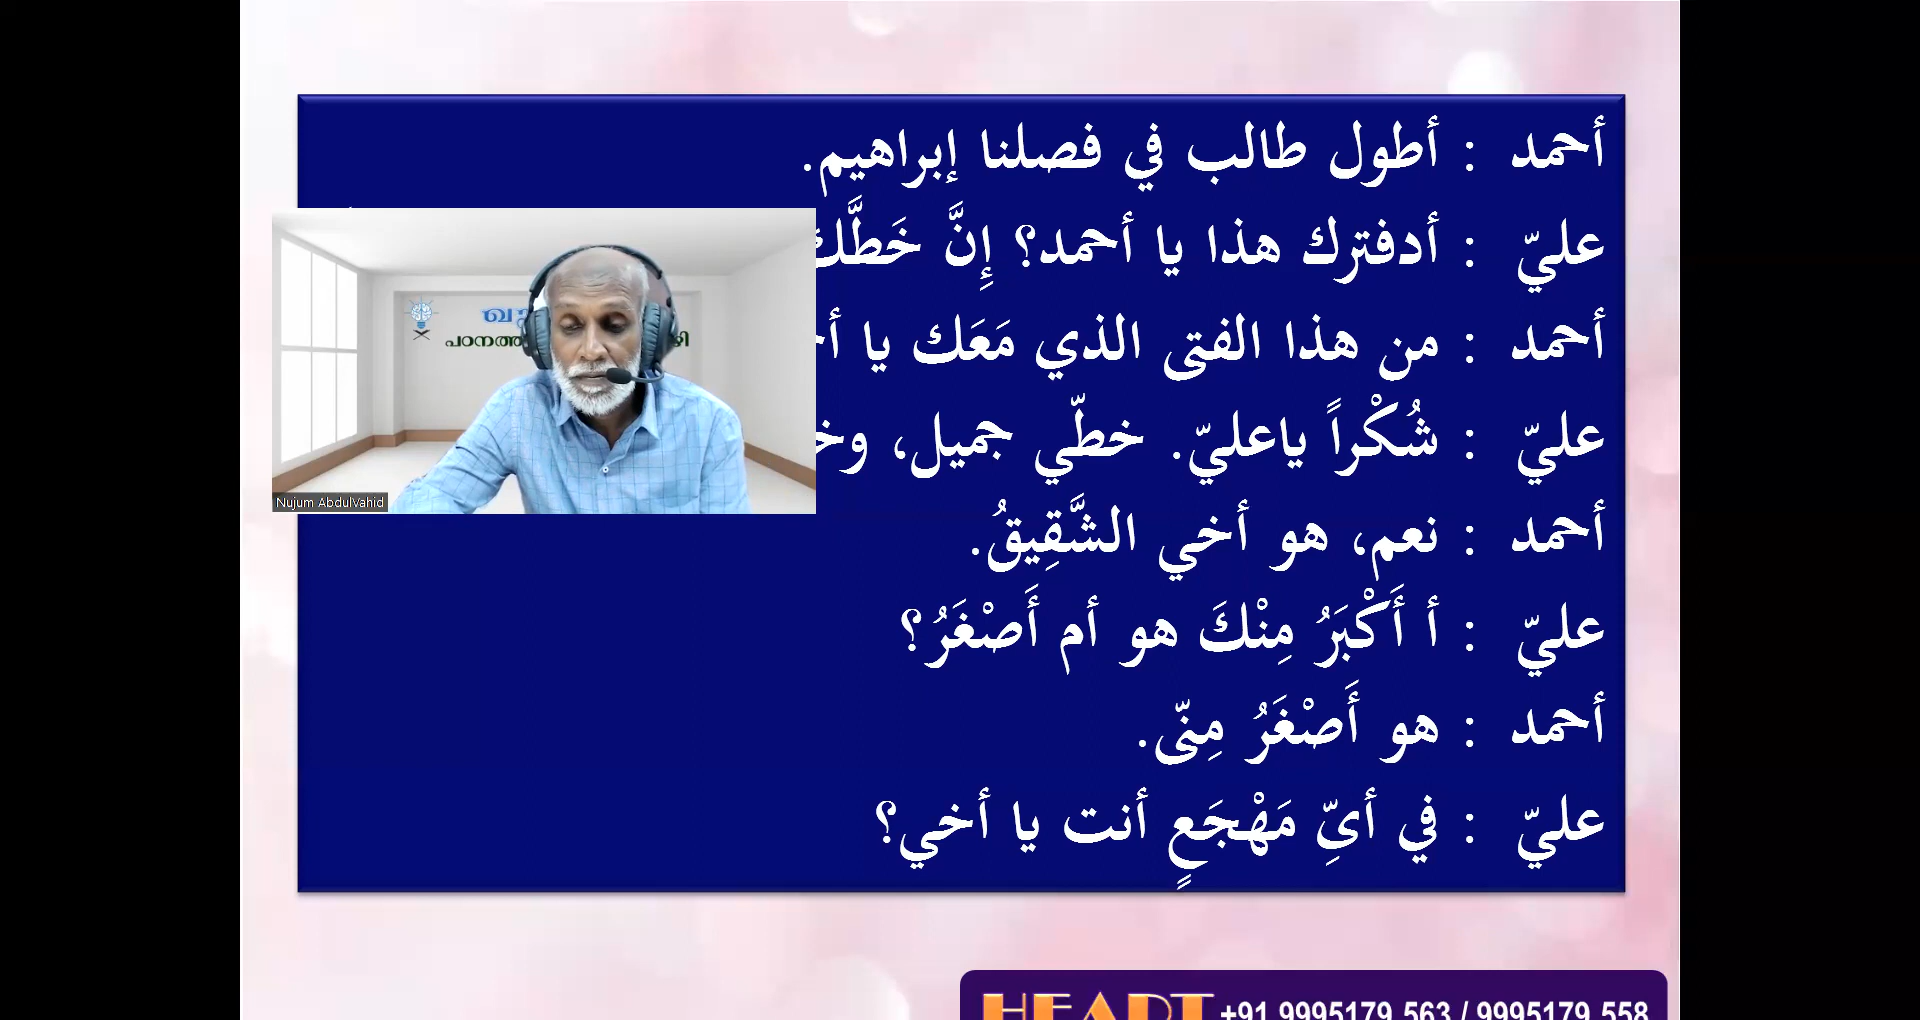 أحمد : أطول طالب في فصلنا إبراهيم.
عليّ : أدفترك هذا يا أحمد؟ إِنَّ خَطَّك
أحمد : من هذا الفتى الذي مَعَك يا
عليّ : شُكْراً ياعليّ. خطّي جميل،
أحمد : نعم، هو أخي الشَّقِيقُ.
عليّ : أ أَكْبَرُ مِنْكَ هو أم أَصْغَرُ؟
أحمد : هو أَصْغَرُ مِنّى.
عليّ : في أىِّ مَهْجَعٍ أنت يا أخي؟
Nujum AbdulVahid
HEART +91 9995179 563 / 9995179 558